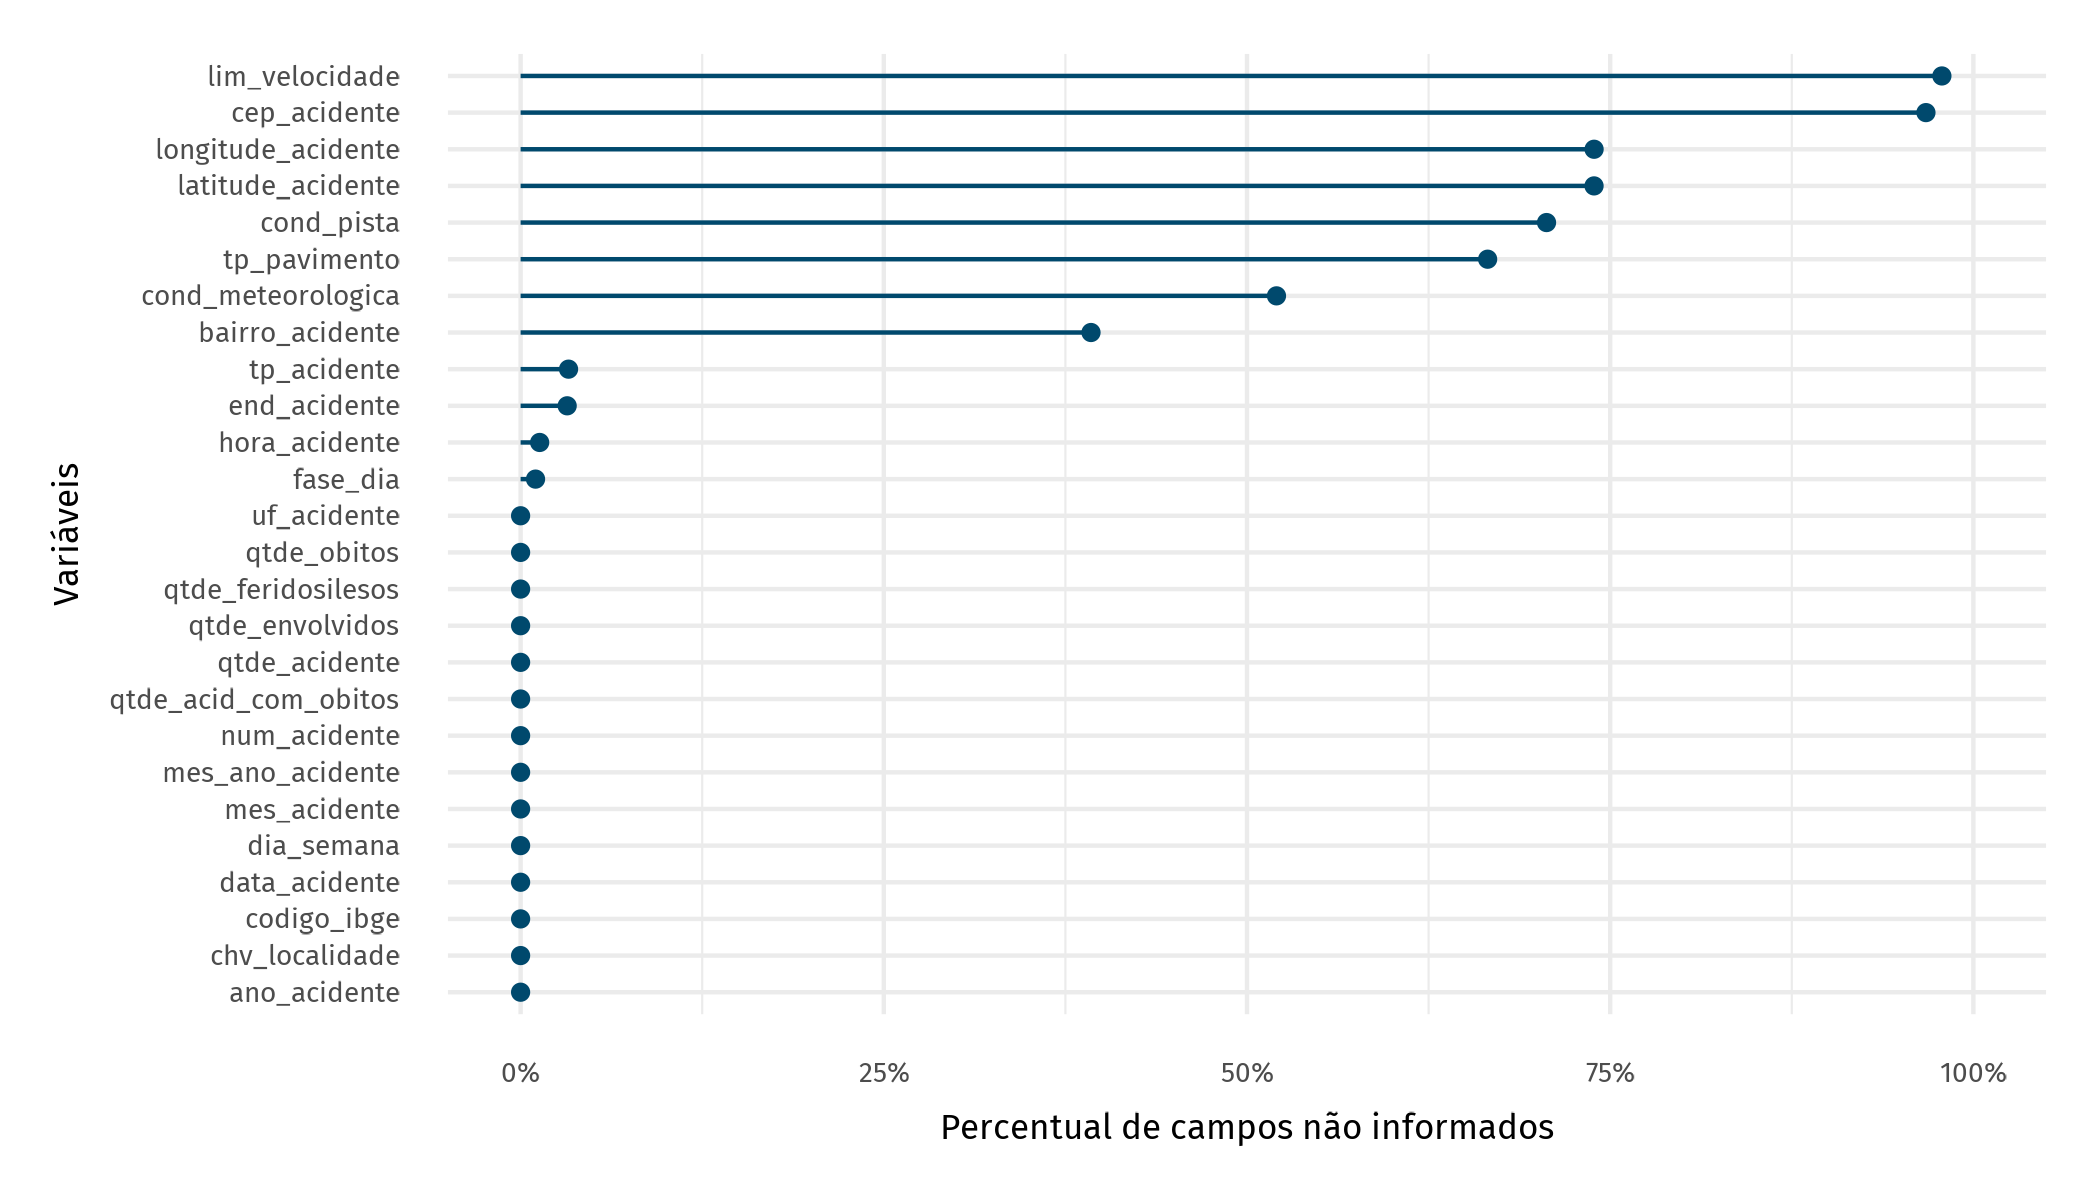 lim_velocidade
cep_acidente
longitude_acidente
latitude_acidente
cond_pista
tp_pavimento
cond_meteorologica
bairro_acidente
tp_acidente
end_acidente
hora_acidente
fase_dia
uf_acidente
qtde_obitos
qtde_feridosilesos
qtde_envolvidos
qtde_acidente
qtde_acid_com_obitos
num_acidente
mes_ano_acidente
mes_acidente
dia_semana
data_acidente
codigo_ibge
chv_localidade
ano_acidente
Variáveis
0% 25% 50% 75% 100%
Percentual de campos não informados